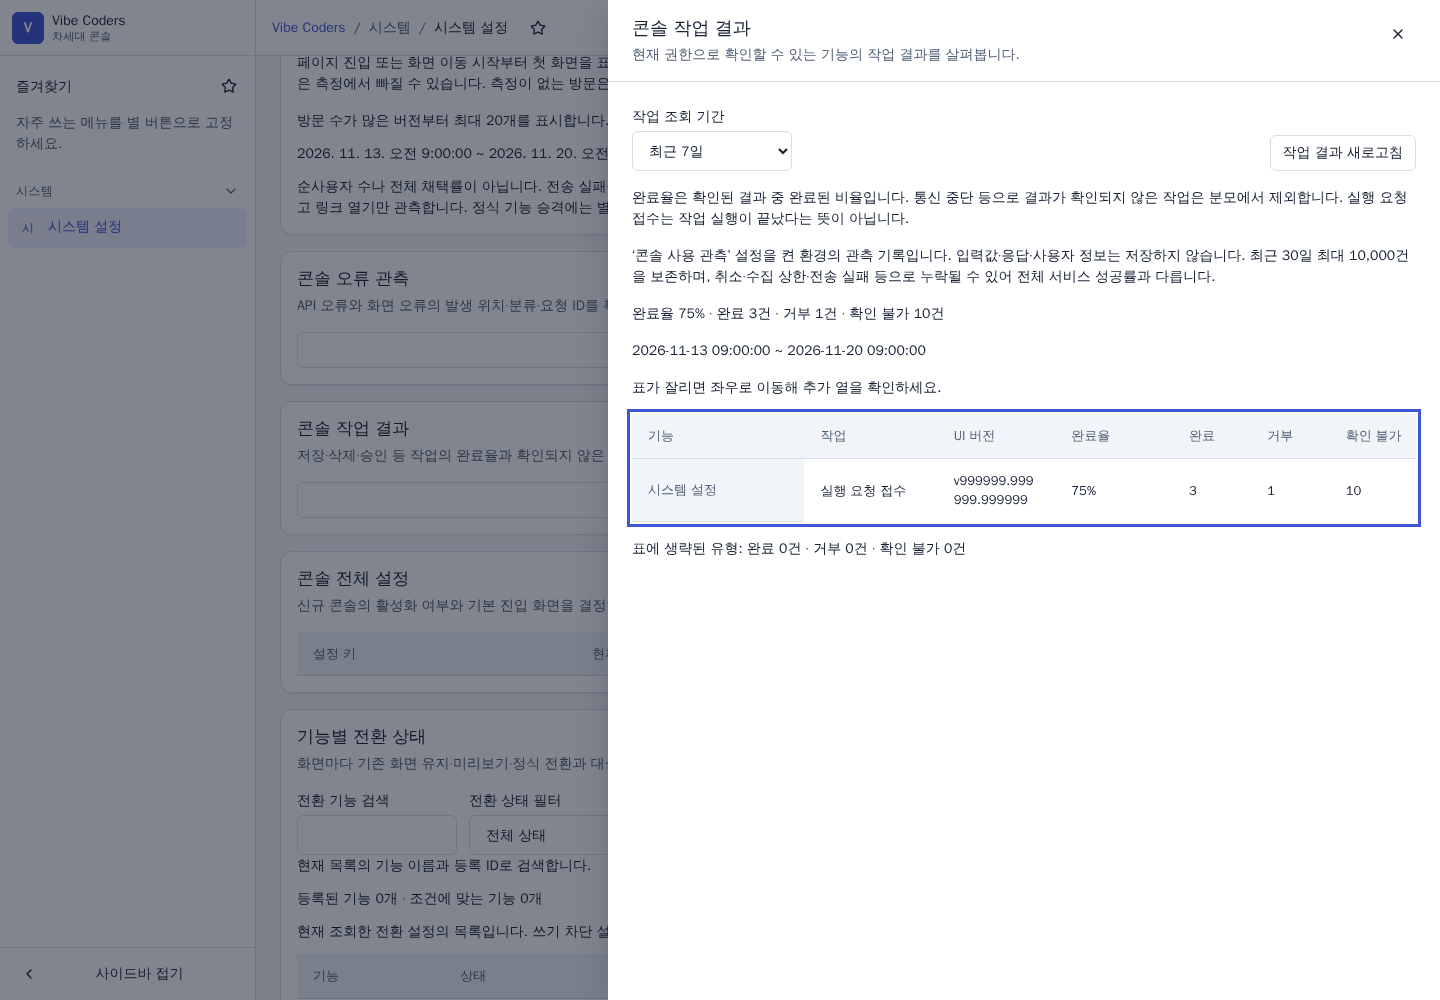 V
Vibe Coders
차세대 콘솔
즐겨찾기
자주 쓰는 메뉴를 별 버튼으로 고정
하세요.
시스템
시 시스템 설정
사이드바 접기
Vibe Coders / 시스템 / 시스템 설정
페이지 진입 또는 화면 이동 시작부터 첫 화면을
은 측정에서 빠질 수 있습니다. 측정이 없는 방문은
방문 수가 많은 버전부터 최대 20개를 표시합니다.
2026. 11. 13. 오전 9:00:00 ~ 2026. 11. 20. 오전
순사용자 수나 전체 채택률이 아닙니다. 전송 실패
고 링크 열기만 관측합니다. 정식 기능 승격에는
콘솔 오류 관측
API 오류와 화면 오류의 발생 위치·분류·요청 ID를
콘솔 작업 결과
저장·삭제·승인 등 작업의 완료율과 확인되지 않은
콘솔 전체 설정
신규 콘솔의 활성화 여부와 기본 진입 화면을
설정 키
기능별 전환 상태
화면마다 기존 화면 유지·미리보기·정식 전환과
전환 기능 검색 전환 상태 필터
전체 상태
현재 목록의 기능 이름과 등록 ID로 검색합니다.
등록된 기능 0개 · 조건에 맞는 기능 0개
현재 조회한 전환 설정의 목록입니다. 쓰기 차단
기능 상태
콘솔 작업 결과
현재 권한으로 확인할 수 있는 기능의 작업 결과를 살펴봅니다.
작업 조회 기간
최근 7일
작업 결과 새로고침
완료율은 확인된 결과 중 완료된 비율입니다. 통신 중단 등으로 결과가 확인되지 않은 작업은 분모에서 제외합니다. 실행 요청
접수는 작업 실행이 끝났다는 뜻이 아닙니다.
‘콘솔 사용 관측’ 설정을 켠 환경의 관측 기록입니다. 입력값·응답·사용자 정보는 저장하지 않습니다. 최근 30일 최대 10,000건
을 보존하며, 취소·수집 상한·전송 실패 등으로 누락될 수 있어 전체 서비스 성공률과 다릅니다.
완료율 75% · 완료 3건 · 거부 1건 · 확인 불가 10건
2026-11-13 09:00:00 ~ 2026-11-20 09:00:00
표가 잘리면 좌우로 이동해 추가 열을 확인하세요.
기능 작업 UI 버전 완료율 완료 거부 확인 불가
시스템 설정 실행 요청 접수 v999999.999 75% 3 1 10
999.999999
표에 생략된 유형: 완료 0건 · 거부 0건 · 확인 불가 0건